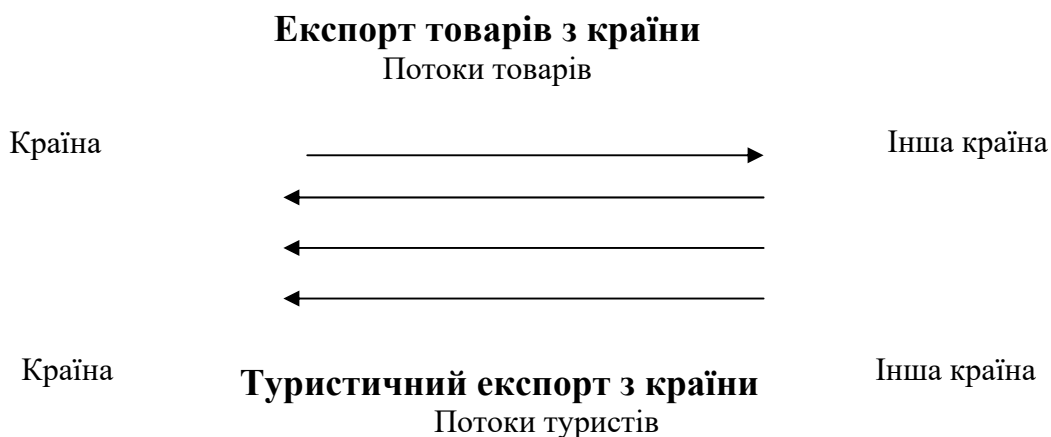 Експорт товарів з країни
Потоки товарів
Країна
Інша країна
Країна
Туристичний експорт з країни
Інша країна
Потоки туристів